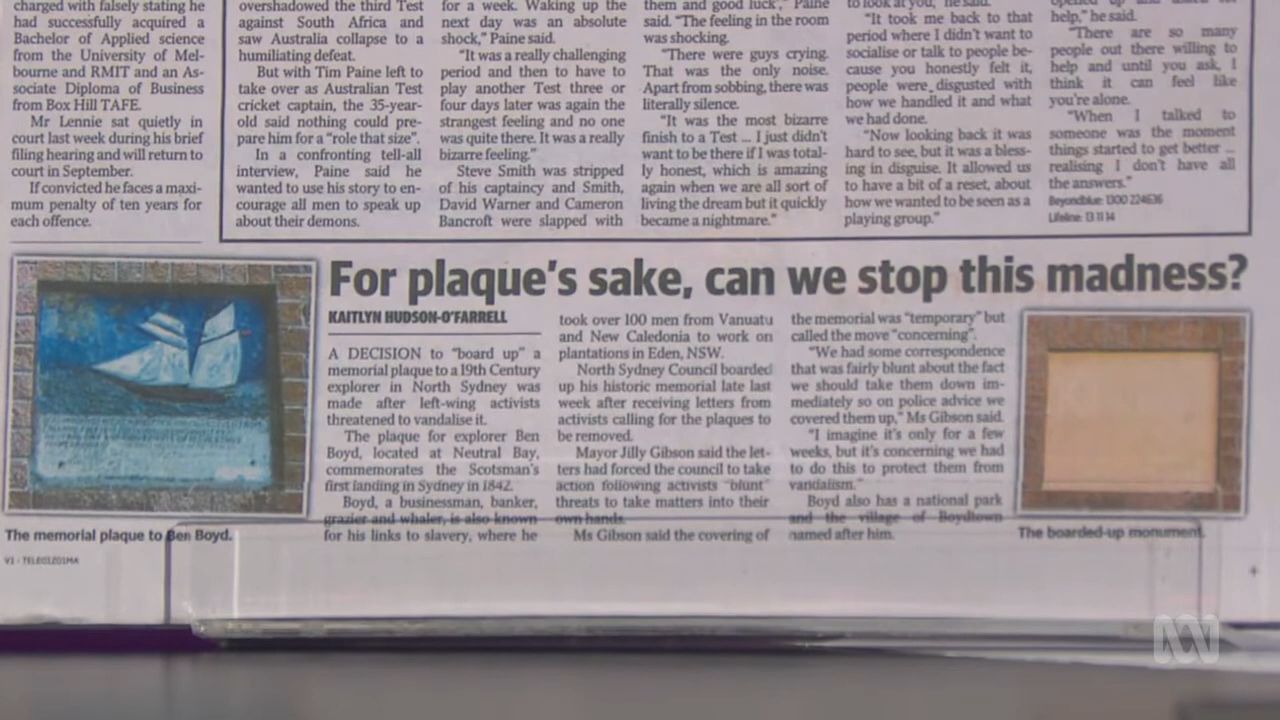 charged with falsely stating he
had successfully acquired a
Bachelor of Applied science
from the University of Mel-
bourne and RMIT and an As-
sociate Diploma of Business
from Box Hill TAFE.
Mr Lennie sat quietly in
court last week during his brief
filing hearing and will return to
court in September.
If convicted he faces a maxi-
mum penalty of ten years for
each offence.
overshadowed the third Test
against South Africa and
saw Australia collapse to a
humiliating defeat.
But with Tim Paine left to
take over as Australian Test
cricket captain, the 35-year-
old said nothing could pre-
pare him for a “role that size”.
In a confronting tell-all
interview, Paine said he
wanted to use his story to en-
courage all men to speak up
about their demons.
for a week. Waking up the
next day was an absolute
shock,” Paine said.
“It was a really challenging
period and then to have to
play another Test three or
four days later was again the
strangest feeling and no one
was quite there. It was a really
bizarre feeling.”
Steve Smith was stripped
of his captaincy and Smith,
David Warner and Cameron
Bancroft were slapped with
them and good luck,” Paine
said. “The feeling in the room
was shocking.
“There were guys crying.
That was the only noise.
Apart from sobbing, there was
literally silence.
“It was the most bizarre
finish to a Test ... I just didn’t
want to be there if I was total-
ly honest, which is amazing
again when we are all sort of
living the dream but it quickly
became a nightmare.”
to look at you,” he said.
“It took me back to that
period where I didn’t want to
socialise or talk to people be-
cause you honestly felt it,
people were disgusted with
how we handled it and what
we had done.
“Now looking back it was
hard to see, but it was a bless-
ing in disguise. It allowed us
to have a bit of a reset, about
how we wanted to be seen as a
playing group.”
opened up and asked for
help,” he said.
“There are so many
people out there willing to
help and until you ask, I
think it can feel like
you’re alone.
“When I talked to
someone was the moment
things started to get better ...
realising I don’t have all
the answers.”
Beyondblue: 1300 224636
Lifeline: 13 11 14
For plaque’s sake, can we stop this madness?
KAITLYN HUDSON-O’FARRELL
A DECISION to “board up” a
memorial plaque to a 19th Century
explorer in North Sydney was
made after left-wing activists
threatened to vandalise it.
The plaque for explorer Ben
Boyd, located at Neutral Bay,
commemorates the Scotsman’s
first landing in Sydney in 1842.
Boyd, a businessman, banker,
grazier and whaler, is also known
for his links to slavery, where he
took over 100 men from Vanuatu
and New Caledonia to work on
plantations in Eden, NSW.
North Sydney Council boarded
up his historic memorial late last
week after receiving letters from
activists calling for the plaques to
be removed.
Mayor Jilly Gibson said the let-
ters had forced the council to take
action following activists “blunt”
threats to take matters into their
own hands.
Ms Gibson said the covering of
the memorial was “temporary” but
called the move “concerning”.
“We had some correspondence
that was fairly blunt about the fact
we should take them down im-
mediately so on police advice we
covered them up,” Ms Gibson said.
“I imagine it’s only for a few
weeks, but it’s concerning we had
to do this to protect them from
vandalism.”
Boyd also has a national park
and the village of Boydtown
named after him.
The memorial plaque to Ben Boyd.
The boarded-up monument.
V1 - TELE01Z01MA